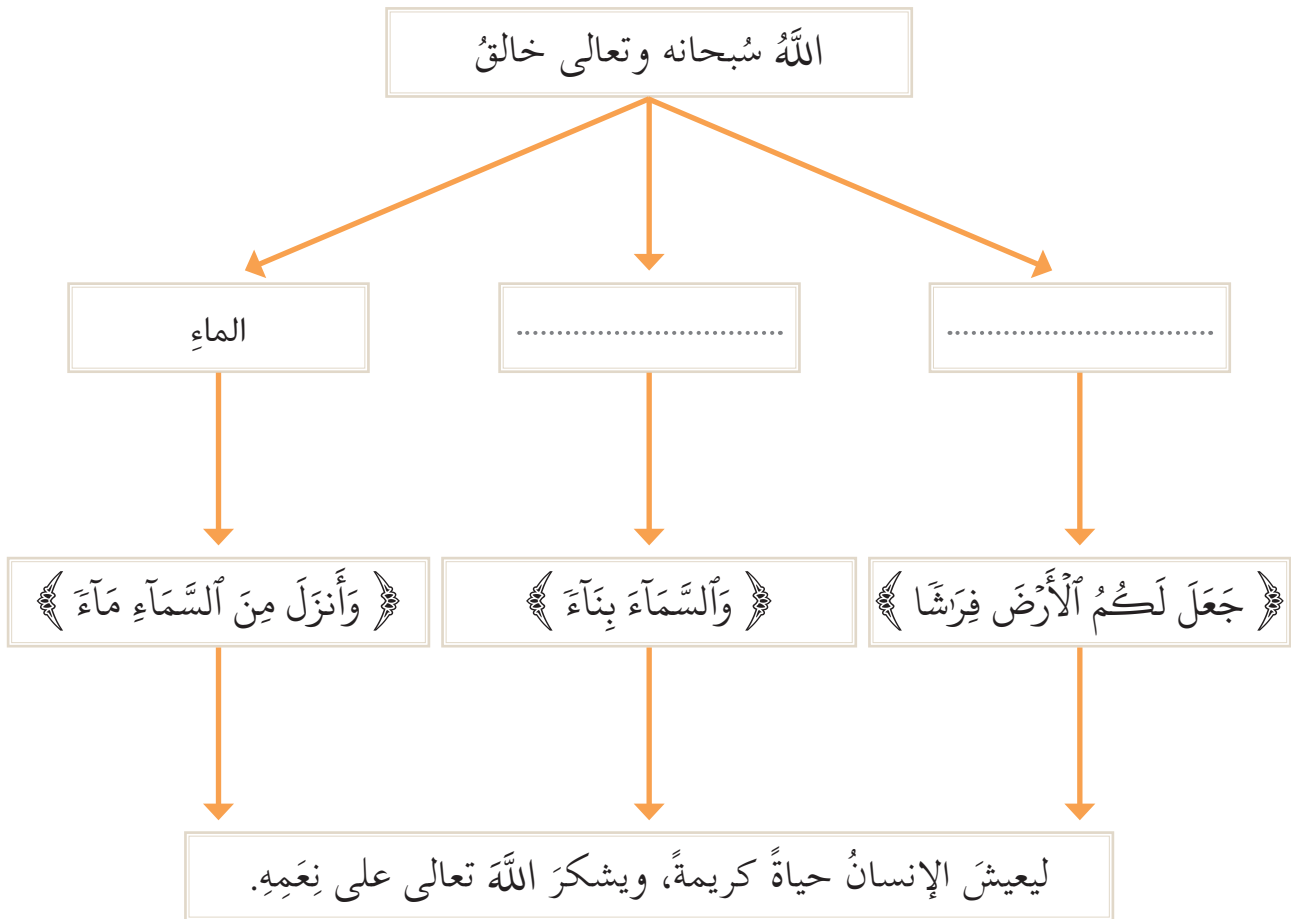 اللَّهُ سُبحانه وتعالى خالقُ
................................
................................
الماءِ
﴿ جَعَلَ لَكُمُ ٱلْأَرْضَ فِرَٰشًا ﴾
﴿ وَٱلسَّمَآءَ بِنَآءً ﴾
﴿ وَأَنزَلَ مِنَ ٱلسَّمَآءِ مَآءً ﴾
ليعيشَ الإنسانُ حياةً كريمةً، ويشكرَ اللَّهَ تعالى على نِعَمِهِ.